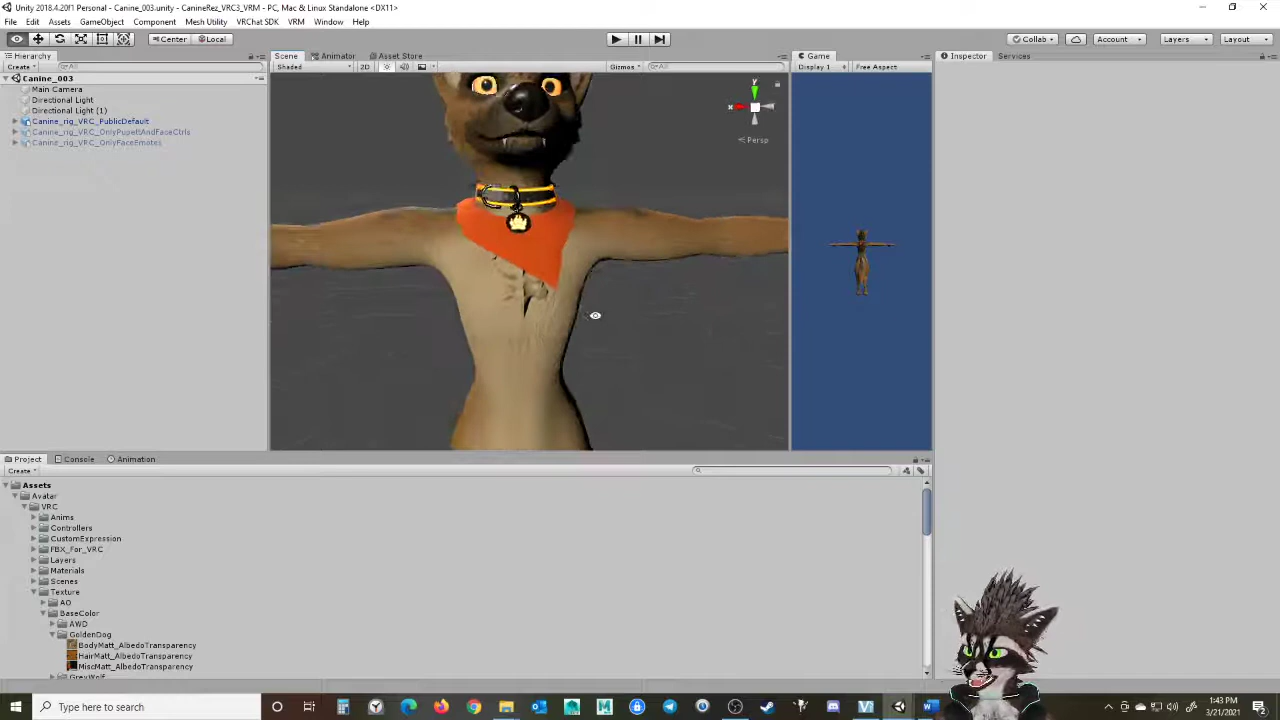 Unity 2018.4.20f1 Personal - Canine_003.unity - CanineRez_VRC3_VRM - PC, Mac & Linux Standalone <DX11>
File Edit Assets GameObject Component Mesh Utility VRChat SDK VRM Window Help
Center Local Collab Account Layers Layout
Hierarchy Scene Animator Asset Store Game Inspector Services
Create All Shaded 2D Gizmos All Display 1 Free Aspect
Canine_003
Main Camera
Directional Light
Directional Light (1)
Canine_rig_VRC_PublicDefault
Canine_rig_VRC_OnlyPupettAndFaceCtrls
Canine_rig_VRC_OnlyFaceEmotes
y
x
Persp
Project Console Animation
Create
Assets
Avatar
VRC
Anims
Controllers
CustomExpression
FBX_For_VRC
Layers
Materials
Scenes
Texture
AO
BaseColor
AWD
GoldenDog
BodyMatt_AlbedoTransparency
HairMatt_AlbedoTransparency
MiscMatt_AlbedoTransparency
GreyWolf
Type here to search
1:43 PM
3/21/2021